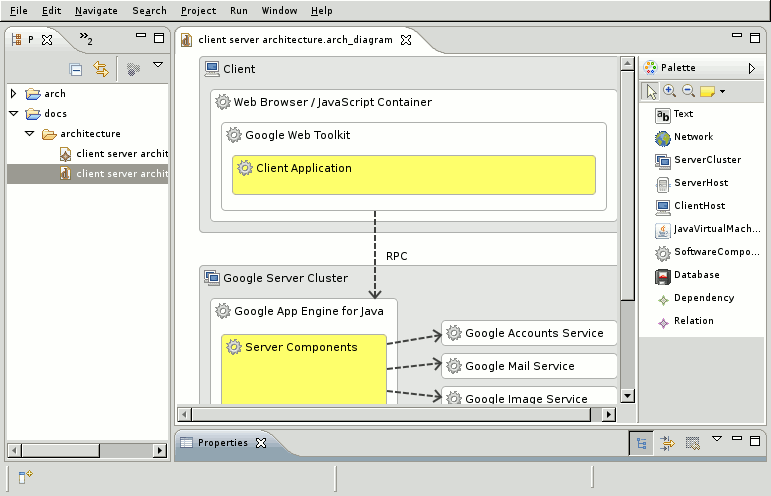 File Edit Navigate Search Project Run Window Help
P
»2
client server architecture.arch_diagram
arch
docs
architecture
client server archit
client server archit
Client
Web Browser / JavaScript Container
Google Web Toolkit
Client Application
RPC
Google Server Cluster
Google App Engine for Java
Server Components
Google Accounts Service
Google Mail Service
Google Image Service
Palette
Text
Network
ServerCluster
ServerHost
ClientHost
JavaVirtualMach...
SoftwareCompo...
Database
Dependency
Relation
Properties